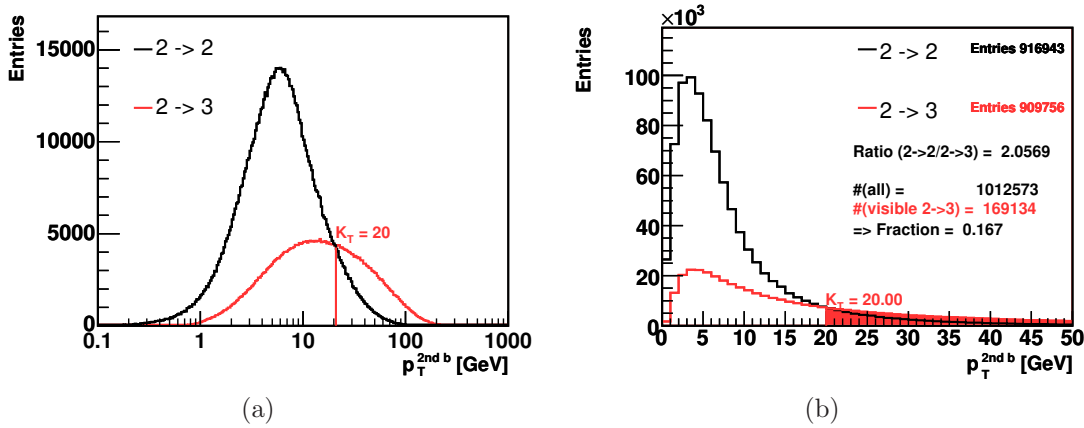 Entries
15000
10000
5000
0
2 -> 2
2 -> 3
K_T = 20
0.1 1 10 100 1000
p_T^{2nd b} [GeV]
(a)
×10^3
Entries
100
80
60
40
20
0
2 -> 2 Entries 916943
2 -> 3 Entries 909756
Ratio (2->2/2->3) = 2.0569
#(all) = 1012573
#(visible 2->3) = 169134
=> Fraction = 0.167
K_T = 20.00
0 5 10 15 20 25 30 35 40 45 50
p_T^{2nd b} [GeV]
(b)